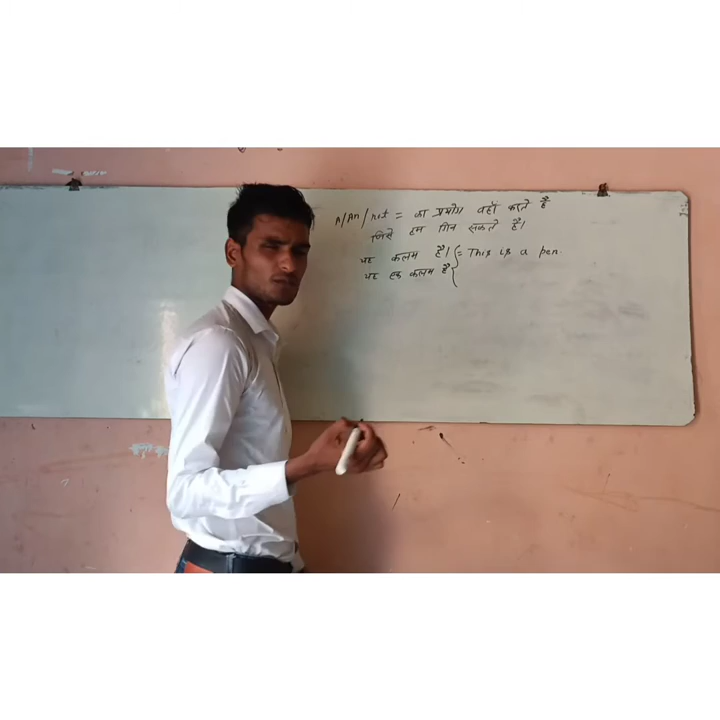 A/An/not = का प्रयोग वहाँ करते है
जिसे हम गिन सकते है।
यह कलम है। = This is a pen.
यह एक कलम है